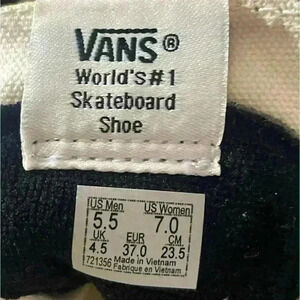 VANS®
World's#1
Skateboard
Shoe
US Men US Women
5.5 7.0
UK EUR CM
4.5 37.0 23.5
721356 Made in Vietnam
Fabrique en Vietnam